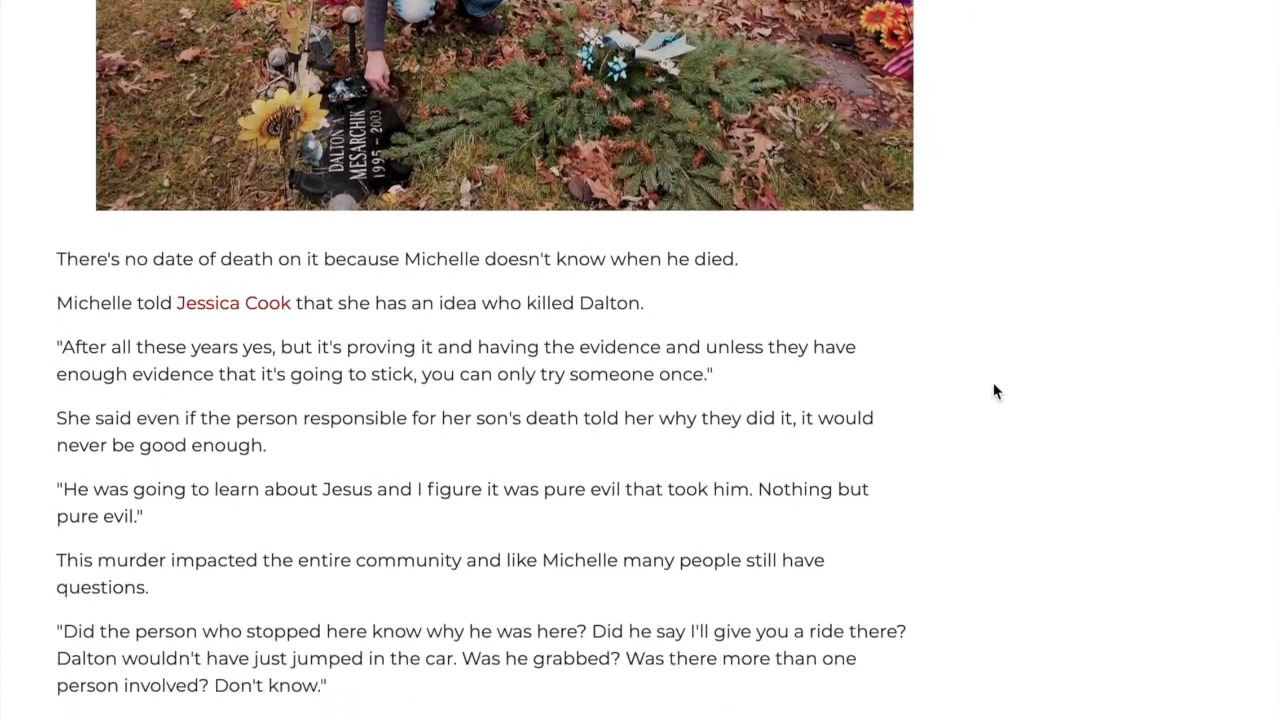 DALTON A
MESARCHIK
1995 - 2003
There's no date of death on it because Michelle doesn't know when he died.
Michelle told Jessica Cook that she has an idea who killed Dalton.
"After all these years yes, but it's proving it and having the evidence and unless they have
enough evidence that it's going to stick, you can only try someone once."
She said even if the person responsible for her son's death told her why they did it, it would
never be good enough.
"He was going to learn about Jesus and I figure it was pure evil that took him. Nothing but
pure evil."
This murder impacted the entire community and like Michelle many people still have
questions.
"Did the person who stopped here know why he was here? Did he say I'll give you a ride there?
Dalton wouldn't have just jumped in the car. Was he grabbed? Was there more than one
person involved? Don't know."